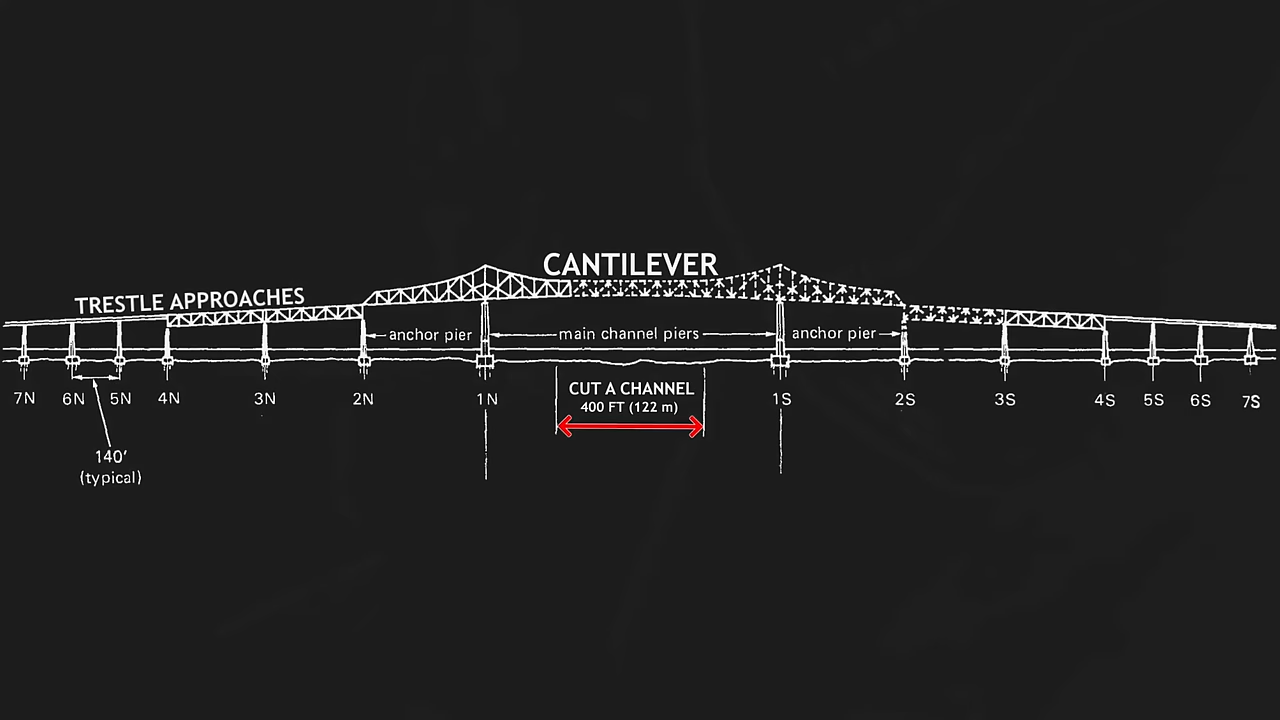 CANTILEVER
TRESTLE APPROACHES
anchor pier
main channel piers
anchor pier
CUT A CHANNEL
400 FT (122 m)
7N 6N 5N 4N 3N 2N 1N 1S 2S 3S 4S 5S 6S 7S
140'
(typical)